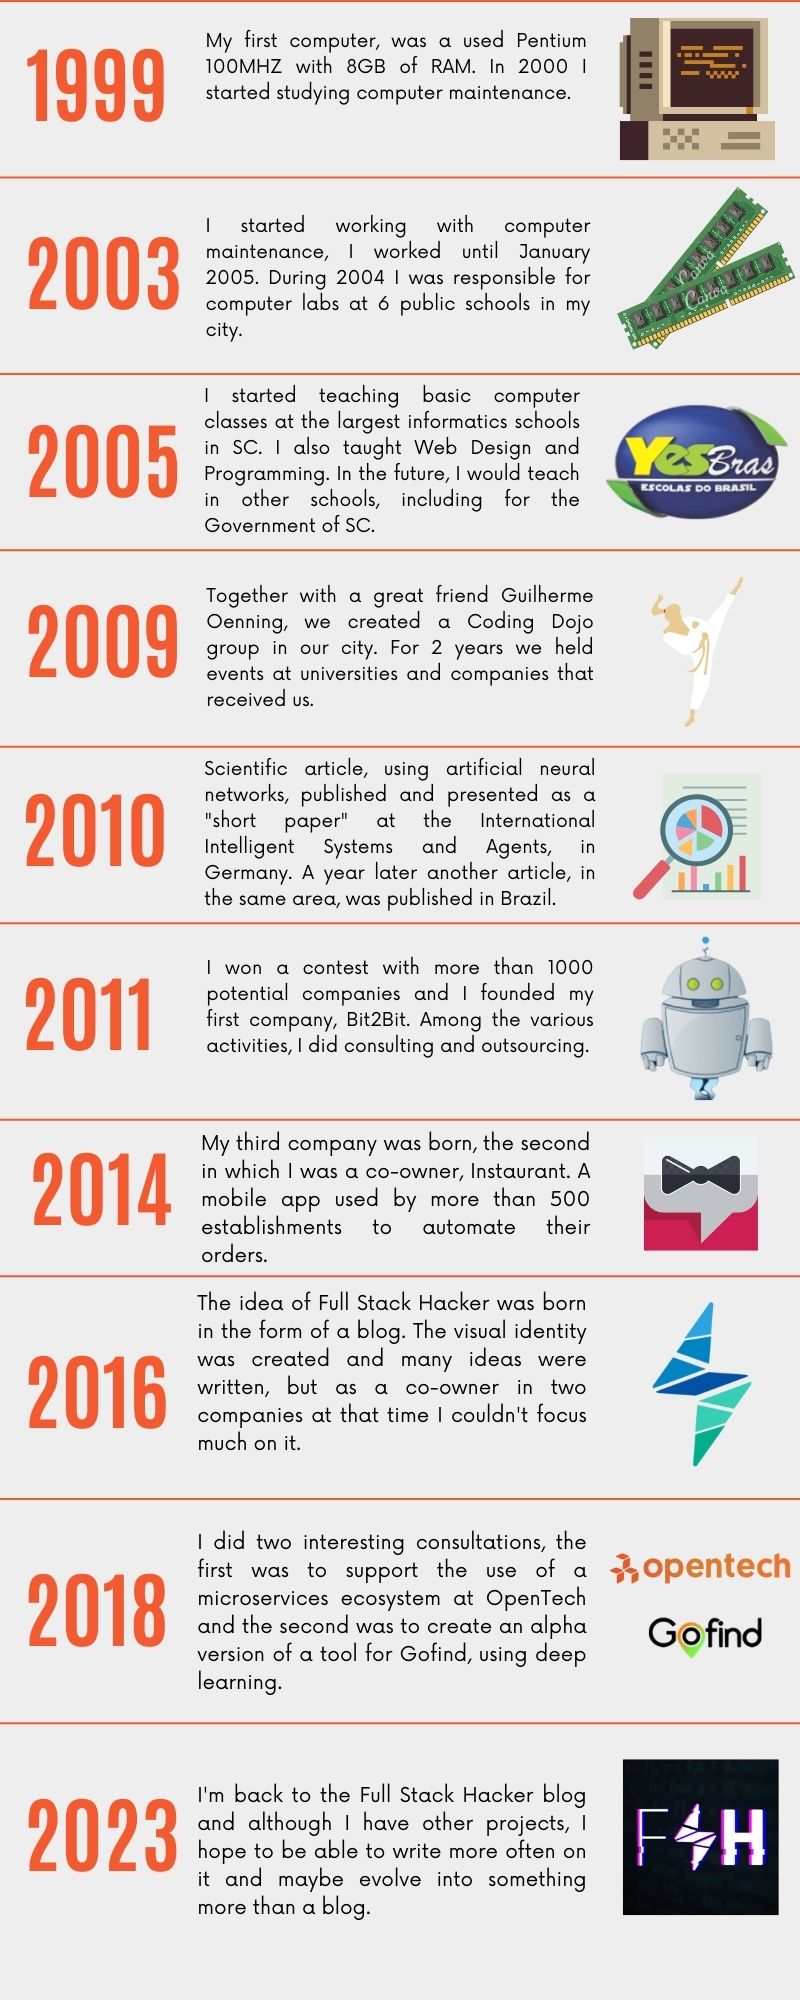 1999
My first computer, was a used Pentium
100MHZ with 8GB of RAM. In 2000 I
started studying computer maintenance.
2003
I started working with computer
maintenance, I worked until January
2005. During 2004 I was responsible for
computer labs at 6 public schools in my
city.
Canva
Canva
2005
I started teaching basic computer
classes at the largest informatics schools
in SC. I also taught Web Design and
Programming. In the future, I would teach
in other schools, including for the
Government of SC.
YesBras
ESCOLAS DO BRASIL
2009
Together with a great friend Guilherme
Oenning, we created a Coding Dojo
group in our city. For 2 years we held
events at universities and companies that
received us.
2010
Scientific article, using artificial neural
networks, published and presented as a
"short paper" at the International
Intelligent Systems and Agents, in
Germany. A year later another article, in
the same area, was published in Brazil.
2011
I won a contest with more than 1000
potential companies and I founded my
first company, Bit2Bit. Among the various
activities, I did consulting and outsourcing.
2014
My third company was born, the second
in which I was a co-owner, Instaurant. A
mobile app used by more than 500
establishments to automate their
orders.
2016
The idea of Full Stack Hacker was born
in the form of a blog. The visual identity
was created and many ideas were
written, but as a co-owner in two
companies at that time I couldn't focus
much on it.
2018
I did two interesting consultations, the
first was to support the use of a
microservices ecosystem at OpenTech
and the second was to create an alpha
version of a tool for Gofind, using deep
learning.
opentech
Gofind
2023
I'm back to the Full Stack Hacker blog
and although I have other projects, I
hope to be able to write more often on
it and maybe evolve into something
more than a blog.
FSH